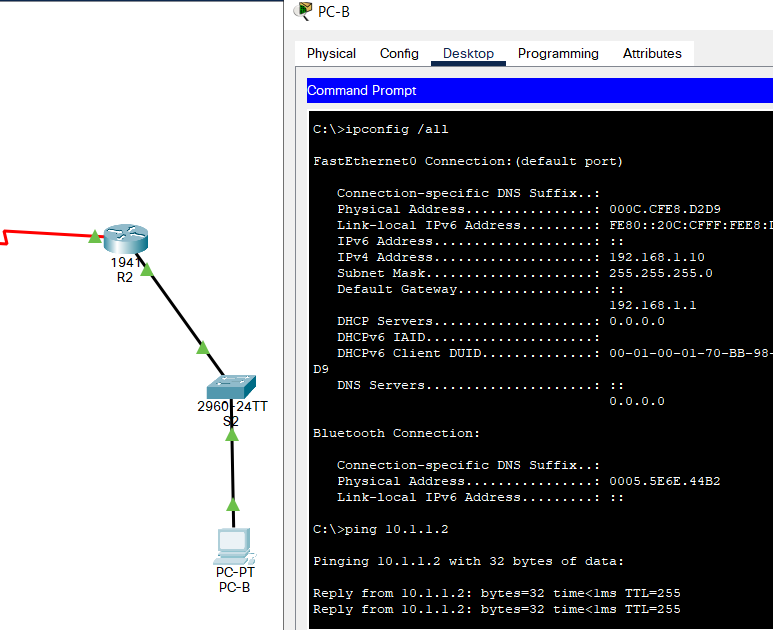 PC-B
Physical Config Desktop Programming Attributes
Command Prompt
C:\>ipconfig /all
FastEthernet0 Connection:(default port)
Connection-specific DNS Suffix..:
Physical Address................: 000C.CFE8.D2D9
Link-local IPv6 Address.........: FE80::20C:CFFF:FEE8:D
IPv6 Address....................: ::
IPv4 Address....................: 192.168.1.10
Subnet Mask.....................: 255.255.255.0
Default Gateway.................: ::
192.168.1.1
DHCP Servers....................: 0.0.0.0
DHCPv6 IAID.....................:
DHCPv6 Client DUID..............: 00-01-00-01-70-BB-98-
D9
DNS Servers.....................: ::
0.0.0.0
Bluetooth Connection:
Connection-specific DNS Suffix..:
Physical Address................: 0005.5E6E.44B2
Link-local IPv6 Address.........: ::
C:\>ping 10.1.1.2
Pinging 10.1.1.2 with 32 bytes of data:
Reply from 10.1.1.2: bytes=32 time<1ms TTL=255
Reply from 10.1.1.2: bytes=32 time<1ms TTL=255
1941
R2
2960-24TT
S2
PC-PT
PC-B